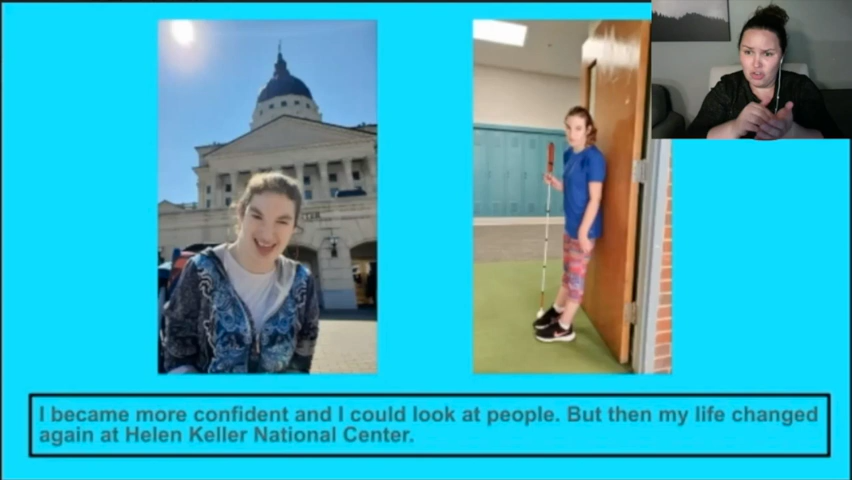 I became more confident and I could look at people. But then my life changed
again at Helen Keller National Center.